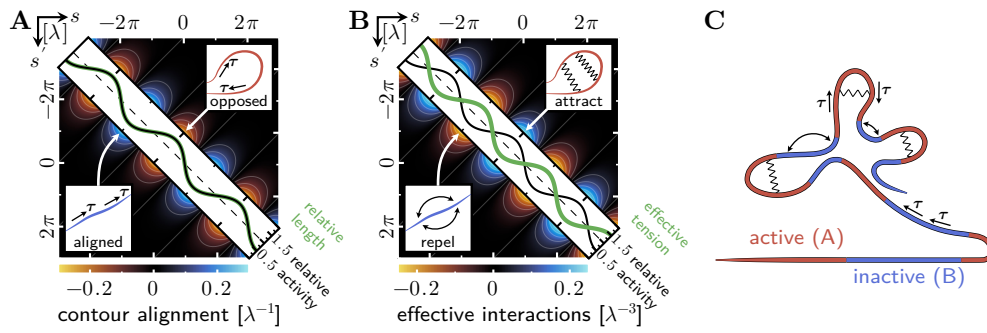 A
s
[λ]
s'
−2π
0
2π
−2π
0
2π
τ
τ
opposed
τ
τ
aligned
relative
length
1.5 relative
0.5 activity
−0.2
0
0.2
contour alignment [λ⁻¹]
B
s
[λ]
s'
−2π
0
2π
−2π
0
2π
attract
repel
effective
tension
1.5 relative
0.5 activity
−0.2
0
0.2
effective interactions [λ⁻³]
C
τ
τ
τ
τ
active (A)
inactive (B)